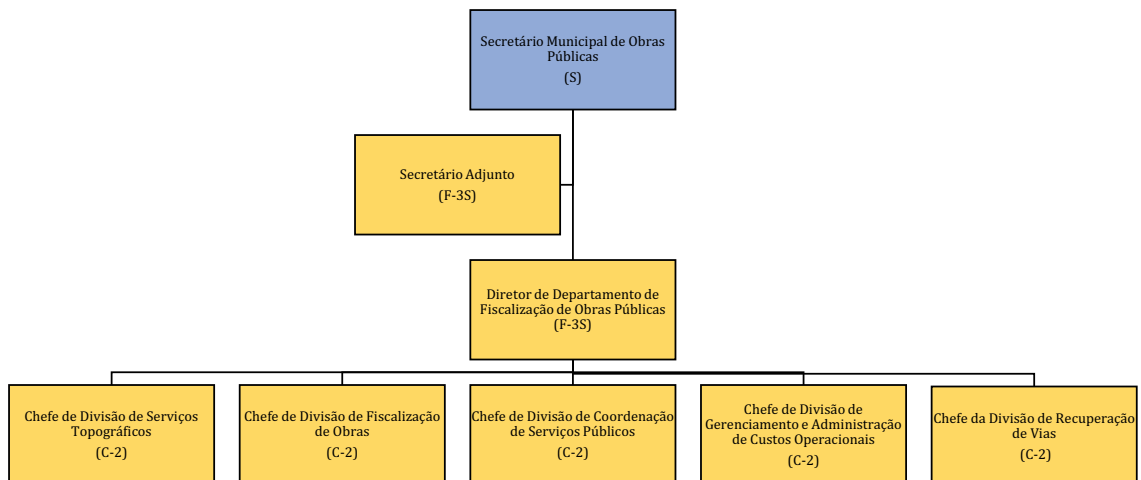 Secretário Municipal de Obras
Públicas
(S)
Secretário Adjunto
(F-3S)
Diretor de Departamento de
Fiscalização de Obras Públicas
(F-3S)
Chefe de Divisão de Serviços
Topográficos
(C-2)
Chefe de Divisão de Fiscalização
de Obras
(C-2)
Chefe de Divisão de Coordenação
de Serviços Públicos
(C-2)
Chefe de Divisão de
Gerenciamento e Administração
de Custos Operacionais
(C-2)
Chefe da Divisão de Recuperação
de Vias
(C-2)